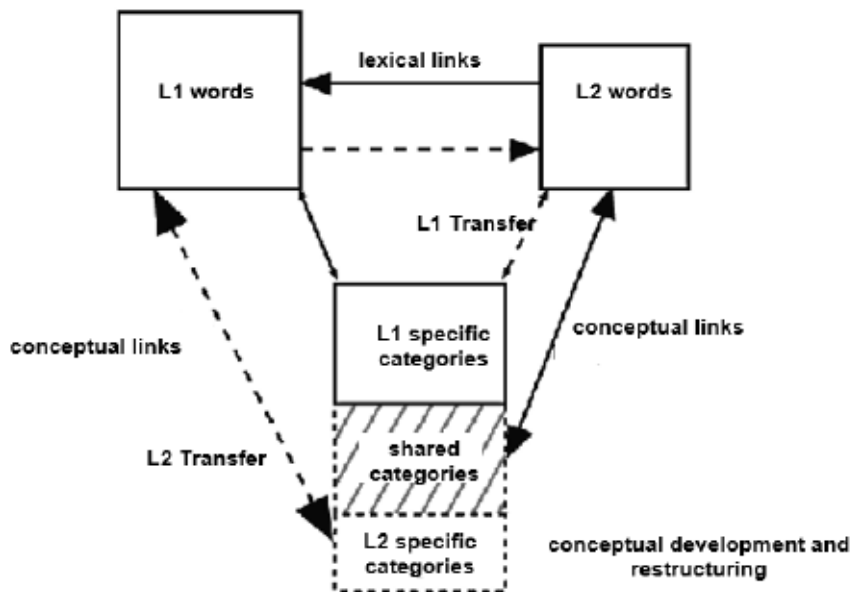 lexical links
L1 words
L2 words
L1 Transfer
L1 specific
categories
conceptual links
conceptual links
shared
categories
L2 Transfer
L2 specific
categories
conceptual development and
restructuring